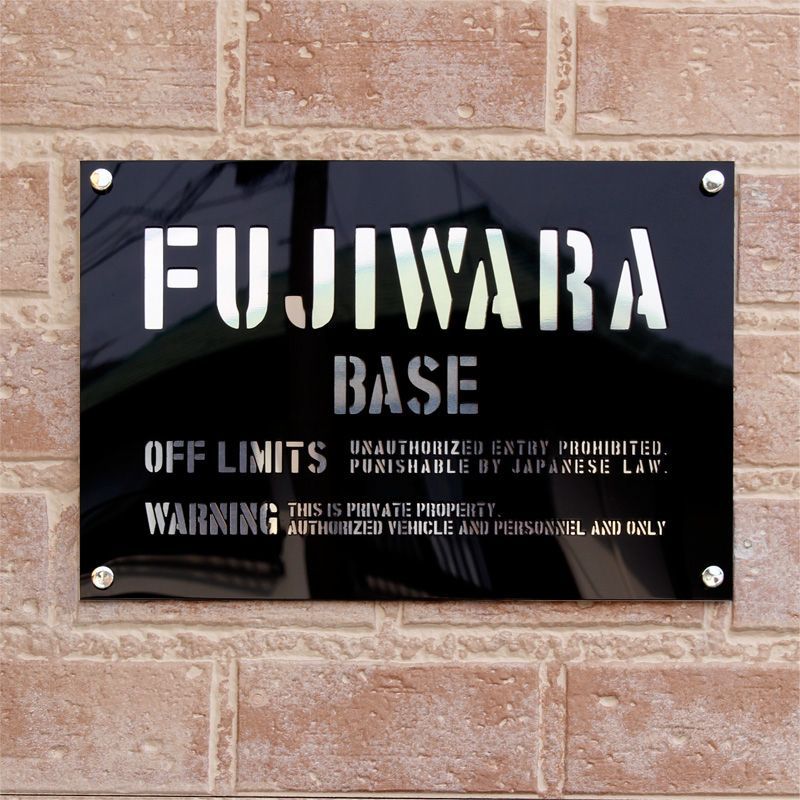 FUJIWARA
BASE
OFF LIMITS
UNAUTHORIZED ENTRY PROHIBITED.
PUNISHABLE BY JAPANESE LAW.
WARNING
THIS IS PRIVATE PROPERTY.
AUTHORIZED VEHICLE AND PERSONNEL AND ONLY